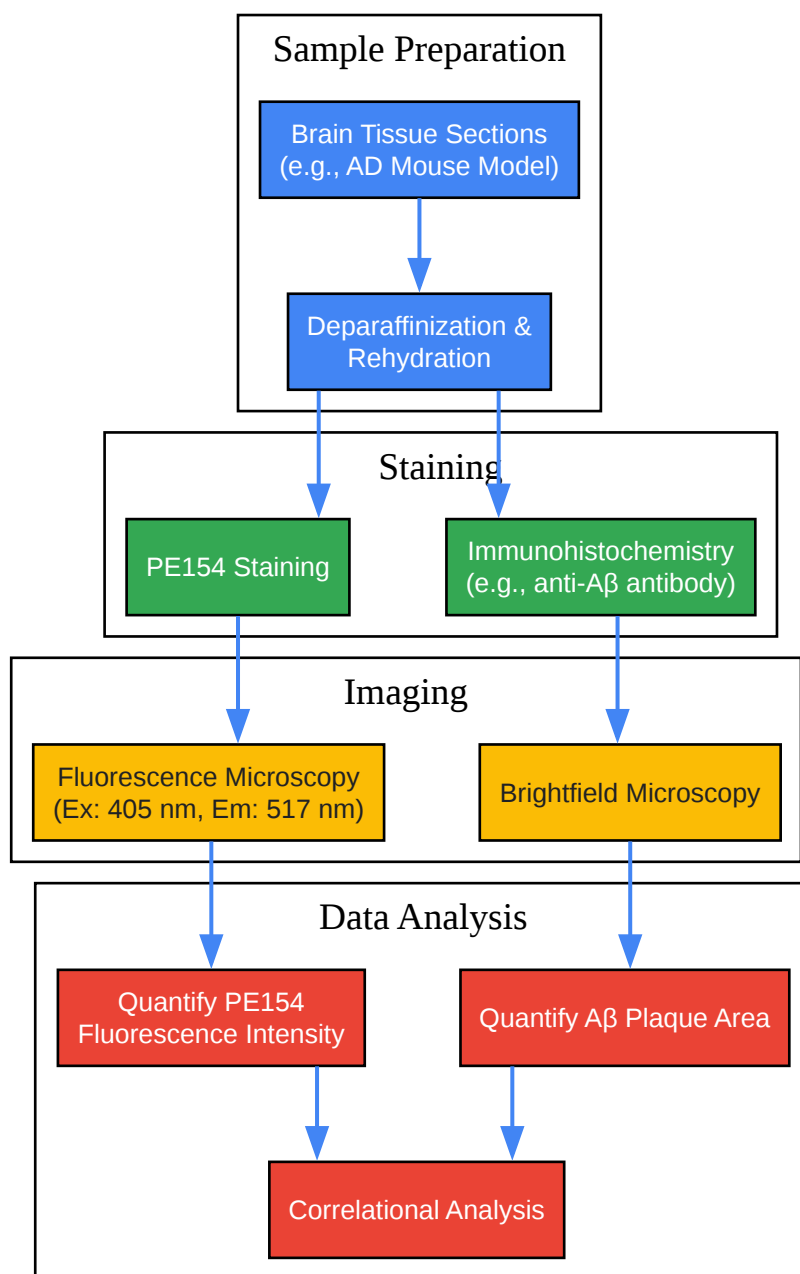 Sample Preparation
Brain Tissue Sections
(e.g., AD Mouse Model)
Deparaffinization &
Rehydration
Staining
PE154 Staining
Immunohistochemistry
(e.g., anti-Aβ antibody)
Imaging
Fluorescence Microscopy
(Ex: 405 nm, Em: 517 nm)
Brightfield Microscopy
Data Analysis
Quantify PE154
Fluorescence Intensity
Quantify Aβ Plaque Area
Correlational Analysis